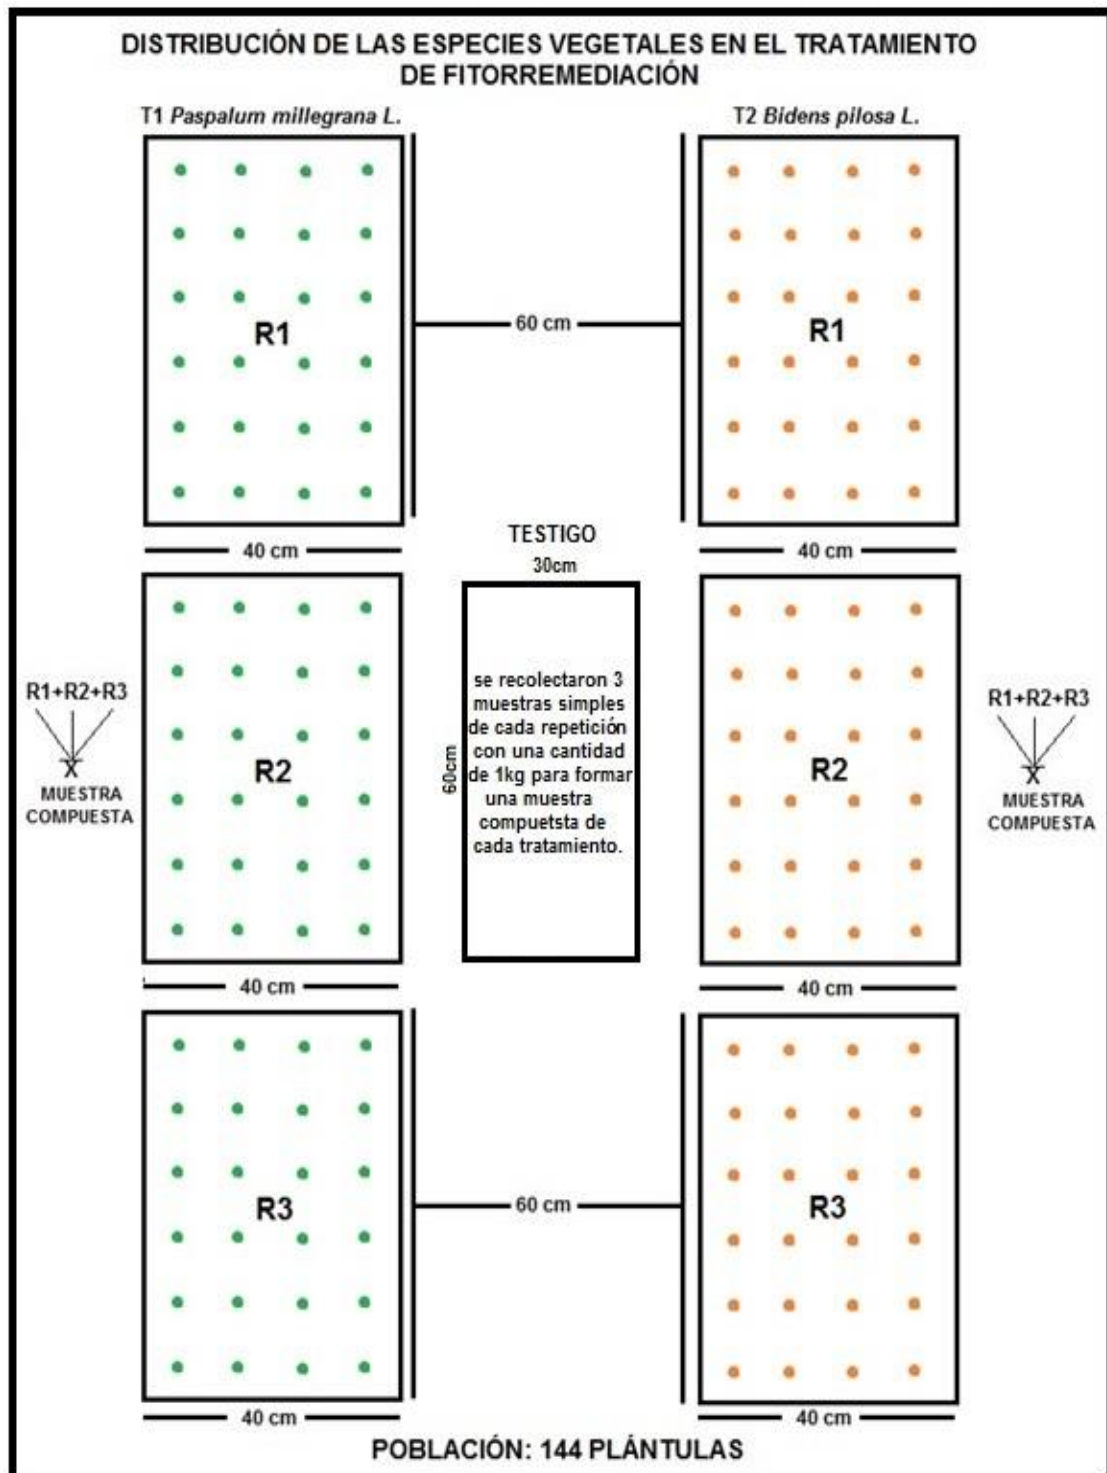 DISTRIBUCIÓN DE LAS ESPECIES VEGETALES EN EL TRATAMIENTO
DE FITORREMEDIACIÓN
T1 Paspalum millegrana L.
T2 Bidens pilosa L.
R1
60 cm
R1
40 cm
40 cm
TESTIGO
30cm
R1+R2+R3
X
MUESTRA
COMPUESTA
R2
60cm
se recolectaron 3
muestras simples
de cada repetición
con una cantidad
de 1kg para formar
una muestra
compuetsta de
cada tratamiento.
R2
R1+R2+R3
X
MUESTRA
COMPUESTA
40 cm
40 cm
R3
60 cm
R3
40 cm
40 cm
POBLACIÓN: 144 PLÁNTULAS